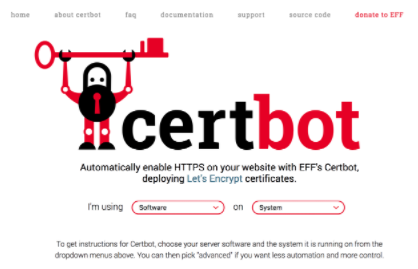 home about certbot faq documentation support source code donate to EFF
certbot
Automatically enable HTTPS on your website with EFF's Certbot,
deploying Let's Encrypt certificates.
I'm using Software on System
To get instructions for Certbot, choose your server software and the system it is running on from the
dropdown menus above. You can then pick "advanced" if you want less automation and more control.